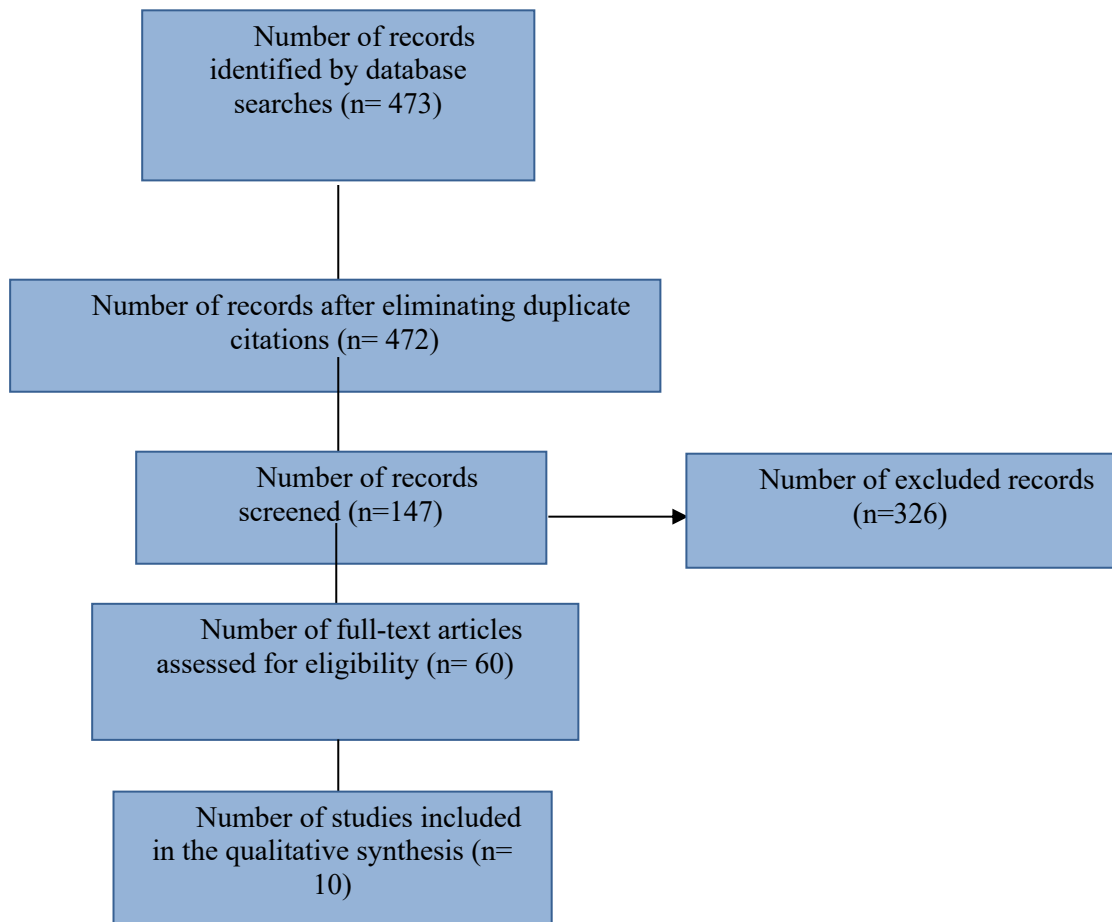 Number of records
identified by database
searches (n= 473)
Number of records after eliminating duplicate
citations (n= 472)
Number of records
screened (n=147)
Number of excluded records
(n=326)
Number of full-text articles
assessed for eligibility (n= 60)
Number of studies included
in the qualitative synthesis (n=
10)